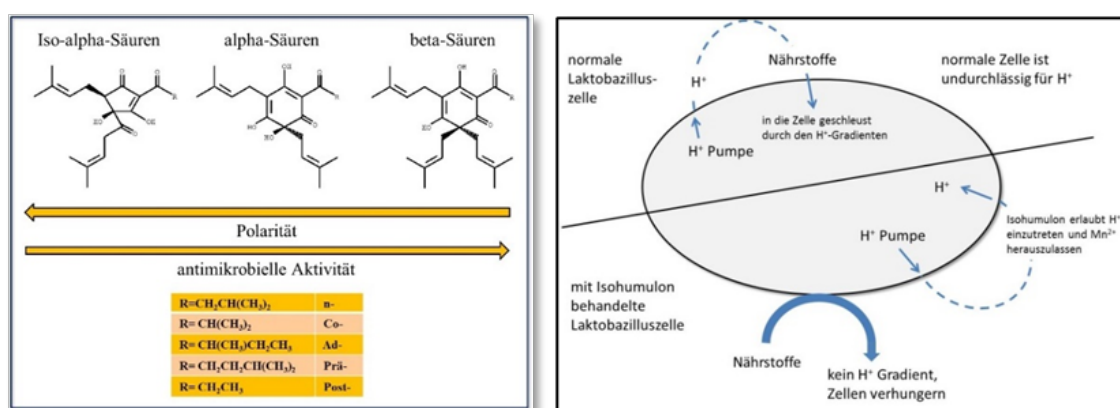 Iso-alpha-Säuren
alpha-Säuren
beta-Säuren
Polarität
antimikrobielle Aktivität
R=CH₂CH(CH₃)₂ n-
R= CH(CH₃)₂ Co-
R= CH(CH₃)CH₂CH₃ Ad-
R= CH₂CH₂CH(CH₃)₂ Prä-
R= CH₂CH₃ Post-
normale
Laktobazillus-
zelle
H⁺
Nährstoffe
normale Zelle ist
undurchlässig für H⁺
in die Zelle geschleust
durch den H⁺-Gradienten
H⁺ Pumpe
H⁺
Isohumulon erlaubt H⁺
einzutreten und Mn²⁺
herauszulassen
H⁺ Pumpe
mit Isohumulon
behandelte
Laktobazilluszelle
Nährstoffe
kein H⁺ Gradient,
Zellen verhungern